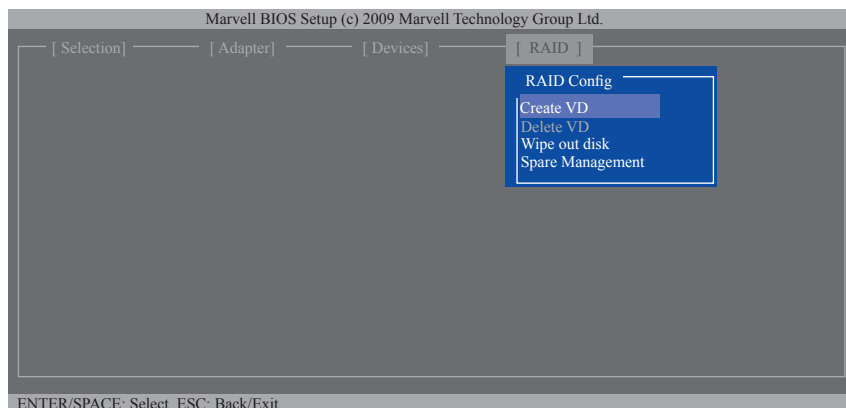 Marvell BIOS Setup (c) 2009 Marvell Technology Group Ltd.
[ Selection] [ Adapter] [ Devices] [ RAID ]
RAID Config
Create VD
Delete VD
Wipe out disk
Spare Management
ENTER/SPACE: Select ESC: Back/Exit